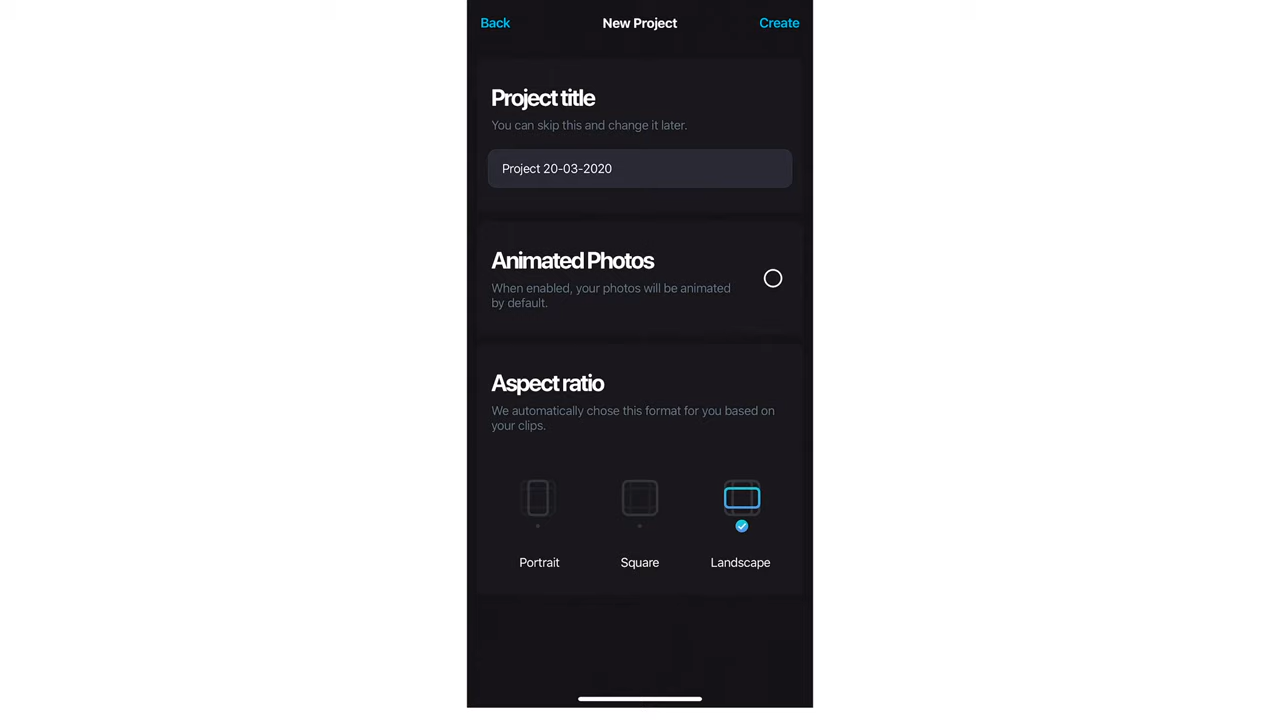 Back New Project Create
Project title
You can skip this and change it later.
Project 20-03-2020
Animated Photos
When enabled, your photos will be animated
by default.
Aspect ratio
We automatically chose this format for you based on
your clips.
Portrait Square Landscape